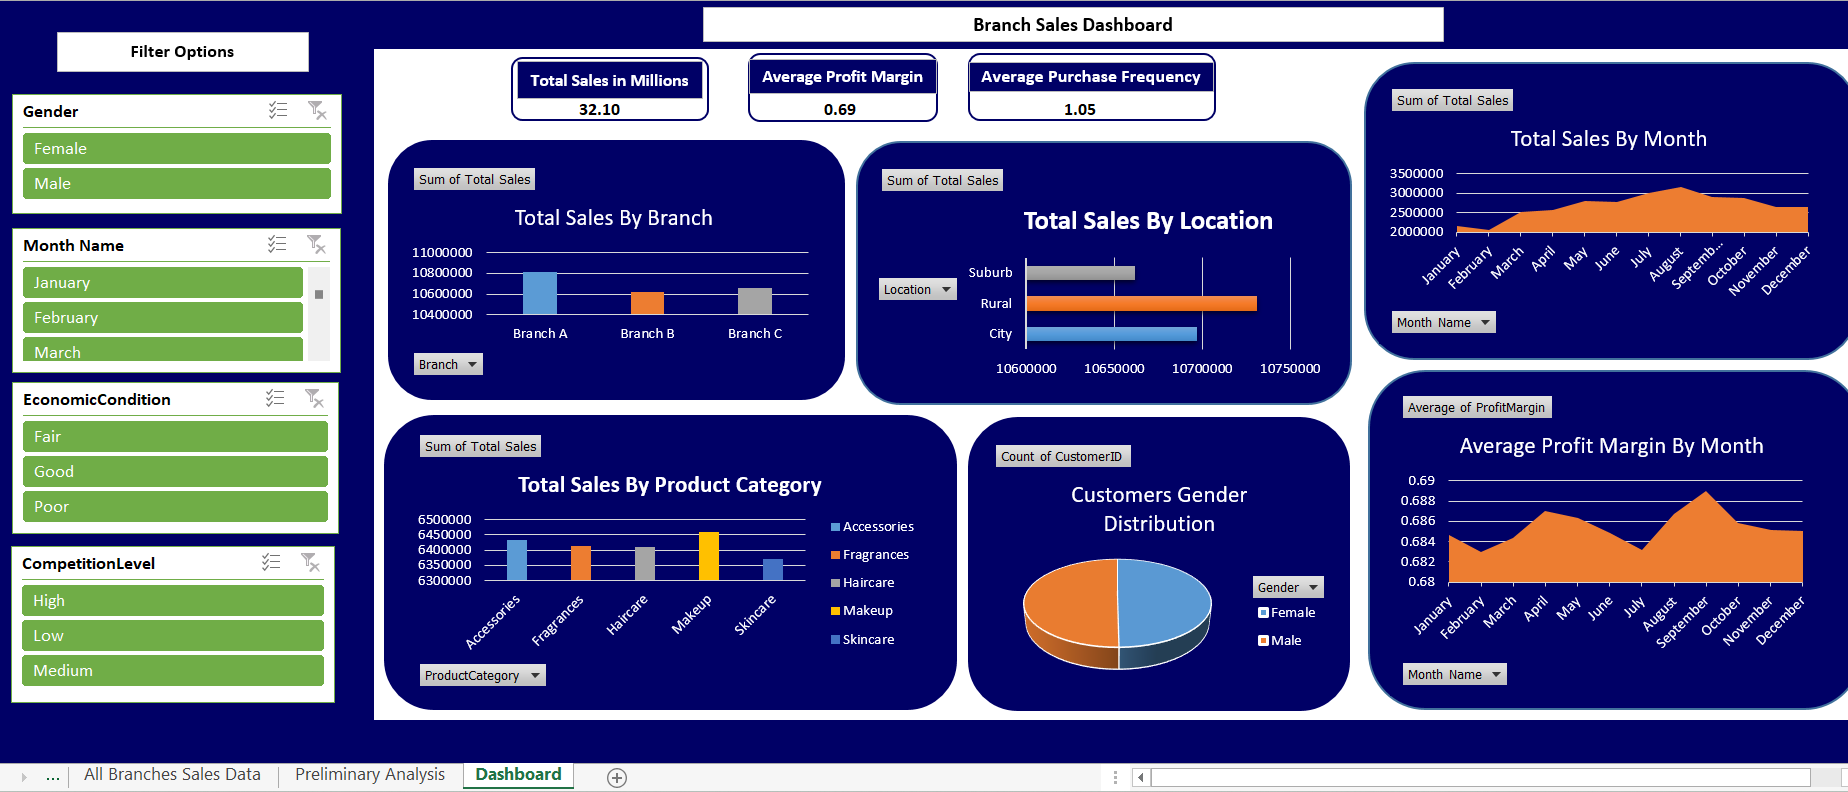 Branch Sales Dashboard
Filter Options
Gender
Female
Male
Month Name
January
February
March
EconomicCondition
Fair
Good
Poor
CompetitionLevel
High
Low
Medium
Total Sales in Millions
32.10
Average Profit Margin
0.69
Average Purchase Frequency
1.05
Sum of Total Sales
Total Sales By Branch
11000000
10800000
10600000
10400000
Branch A Branch B Branch C
Branch
Sum of Total Sales
Total Sales By Location
Location
Suburb
Rural
City
10600000 10650000 10700000 10750000
Sum of Total Sales
Total Sales By Month
3500000
3000000
2500000
2000000
January February March April May June July August Septemb... October November December
Month Name
Sum of Total Sales
Total Sales By Product Category
6500000
6450000
6400000
6350000
6300000
Accessories Fragrances Haircare Makeup Skincare
Accessories
Fragrances
Haircare
Makeup
Skincare
ProductCategory
Count of CustomerID
Customers Gender
Distribution
Gender
Female
Male
Average of ProfitMargin
Average Profit Margin By Month
0.69
0.688
0.686
0.684
0.682
0.68
January February March April May June July August September October November December
Month Name
... All Branches Sales Data Preliminary Analysis Dashboard